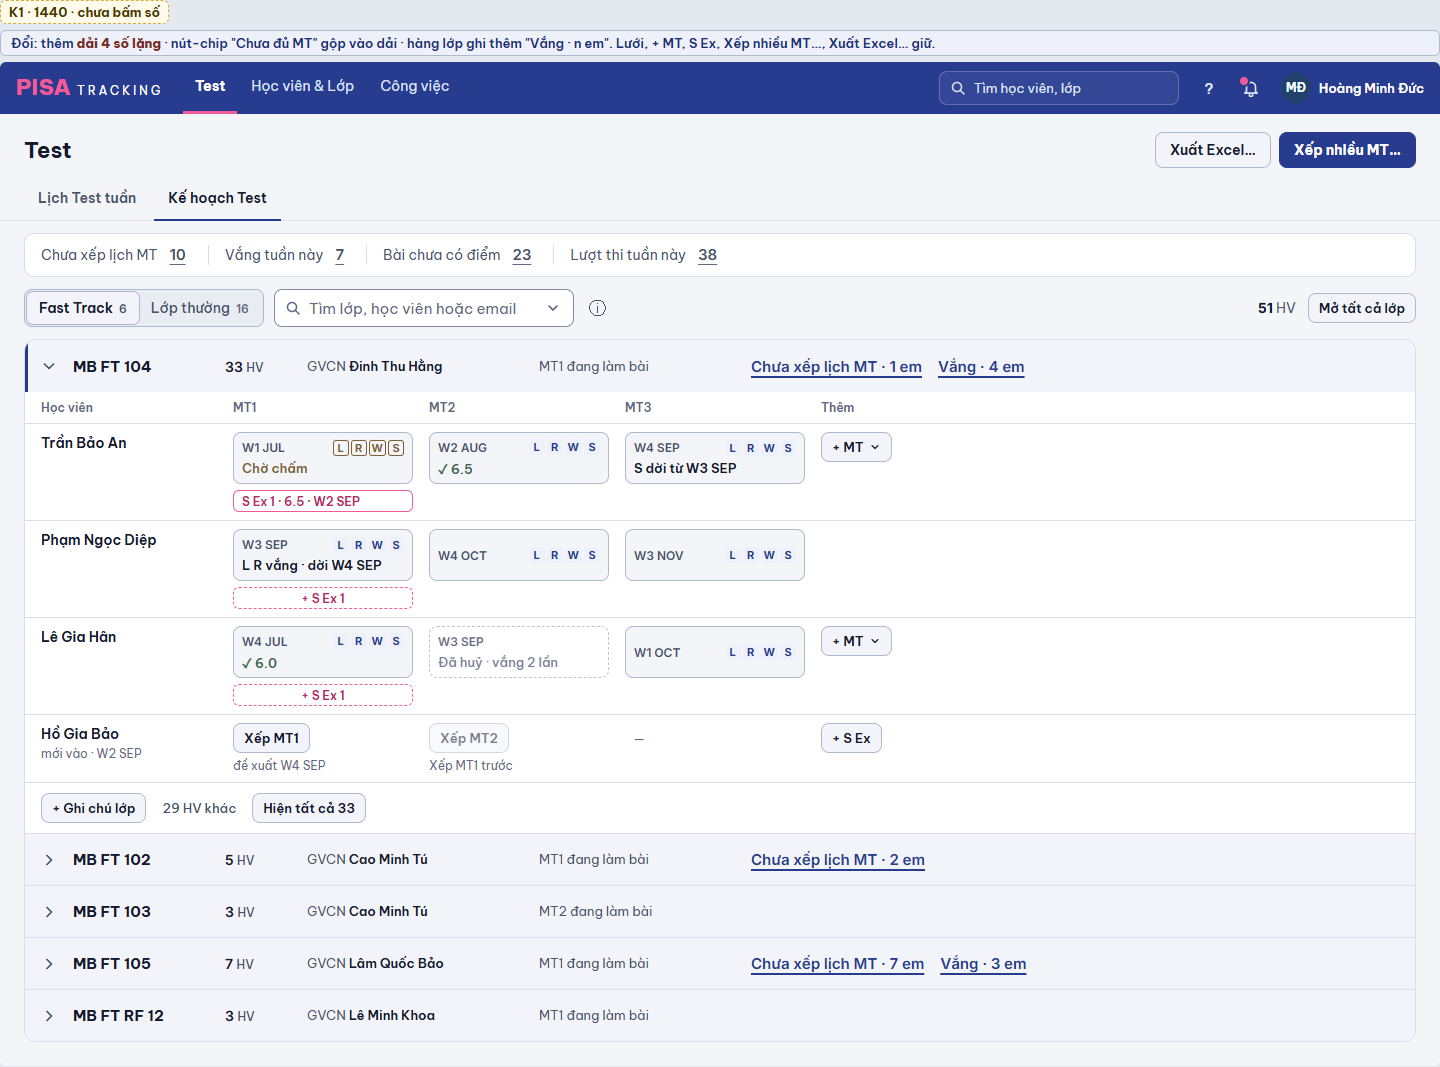 K1 · 1440 · chưa bấm số
Đổi: thêm dải 4 số lặng · nút-chip "Chưa đủ MT" gộp vào dải · hàng lớp ghi thêm "Vắng · n em". Lưới, + MT, S Ex, Xếp nhiều MT..., Xuất Excel... giữ.
PISA TRACKING Test Học viên & Lớp Công việc Tìm học viên, lớp ? MĐ Hoàng Minh Đức
Test Xuất Excel... Xếp nhiều MT...
Lịch Test tuần Kế hoạch Test
Chưa xếp lịch MT 10 Vắng tuần này 7 Bài chưa có điểm 23 Lượt thi tuần này 38
Fast Track 6 Lớp thường 16 Tìm lớp, học viên hoặc email 51 HV Mở tất cả lớp
MB FT 104 33 HV GVCN Đinh Thu Hằng MT1 đang làm bài Chưa xếp lịch MT · 1 em Vắng · 4 em
Học viên MT1 MT2 MT3 Thêm
Trần Bảo An W1 JUL L R W S W2 AUG L R W S W4 SEP L R W S + MT
Chờ chấm ✓ 6.5 S dời từ W3 SEP
S Ex 1 · 6.5 · W2 SEP
Phạm Ngọc Diệp W3 SEP L R W S W4 OCT L R W S W3 NOV L R W S
L R vắng · dời W4 SEP
+ S Ex 1
Lê Gia Hân W4 JUL L R W S W3 SEP W1 OCT L R W S + MT
✓ 6.0 Đã huỷ · vắng 2 lần
+ S Ex 1
Hồ Gia Bảo Xếp MT1 Xếp MT2 – + S Ex
mới vào · W2 SEP đề xuất W4 SEP Xếp MT1 trước
+ Ghi chú lớp 29 HV khác Hiện tất cả 33
MB FT 102 5 HV GVCN Cao Minh Tú MT1 đang làm bài Chưa xếp lịch MT · 2 em
MB FT 103 3 HV GVCN Cao Minh Tú MT2 đang làm bài
MB FT 105 7 HV GVCN Lâm Quốc Bảo MT1 đang làm bài Chưa xếp lịch MT · 7 em Vắng · 3 em
MB FT RF 12 3 HV GVCN Lê Minh Khoa MT1 đang làm bài